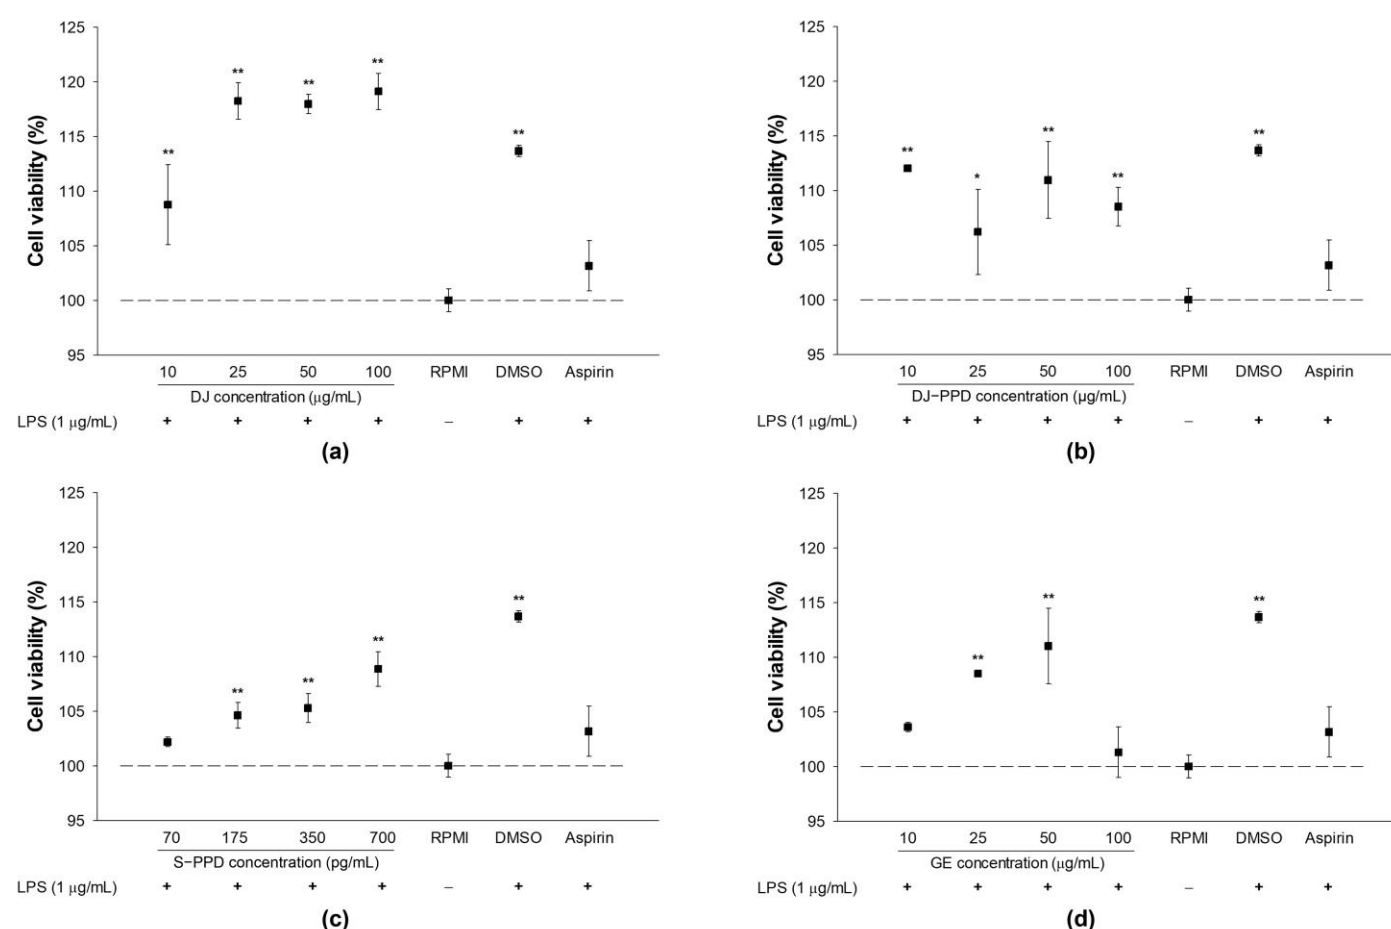 125
120
115
110
105
100
95
Cell viability (%)
**
**
**
**
**
10 25 50 100 RPMI DMSO Aspirin
DJ concentration (μg/mL)
LPS (1 μg/mL) + + + + − + +
(a)
125
120
115
110
105
100
95
Cell viability (%)
**
*
**
**
**
10 25 50 100 RPMI DMSO Aspirin
DJ−PPD concentration (μg/mL)
LPS (1 μg/mL) + + + + − + +
(b)
125
120
115
110
105
100
95
Cell viability (%)
**
**
**
**
70 175 350 700 RPMI DMSO Aspirin
S−PPD concentration (pg/mL)
LPS (1 μg/mL) + + + + − + +
(c)
125
120
115
110
105
100
95
Cell viability (%)
**
**
**
10 25 50 100 RPMI DMSO Aspirin
GE concentration (μg/mL)
LPS (1 μg/mL) + + + + − + +
(d)